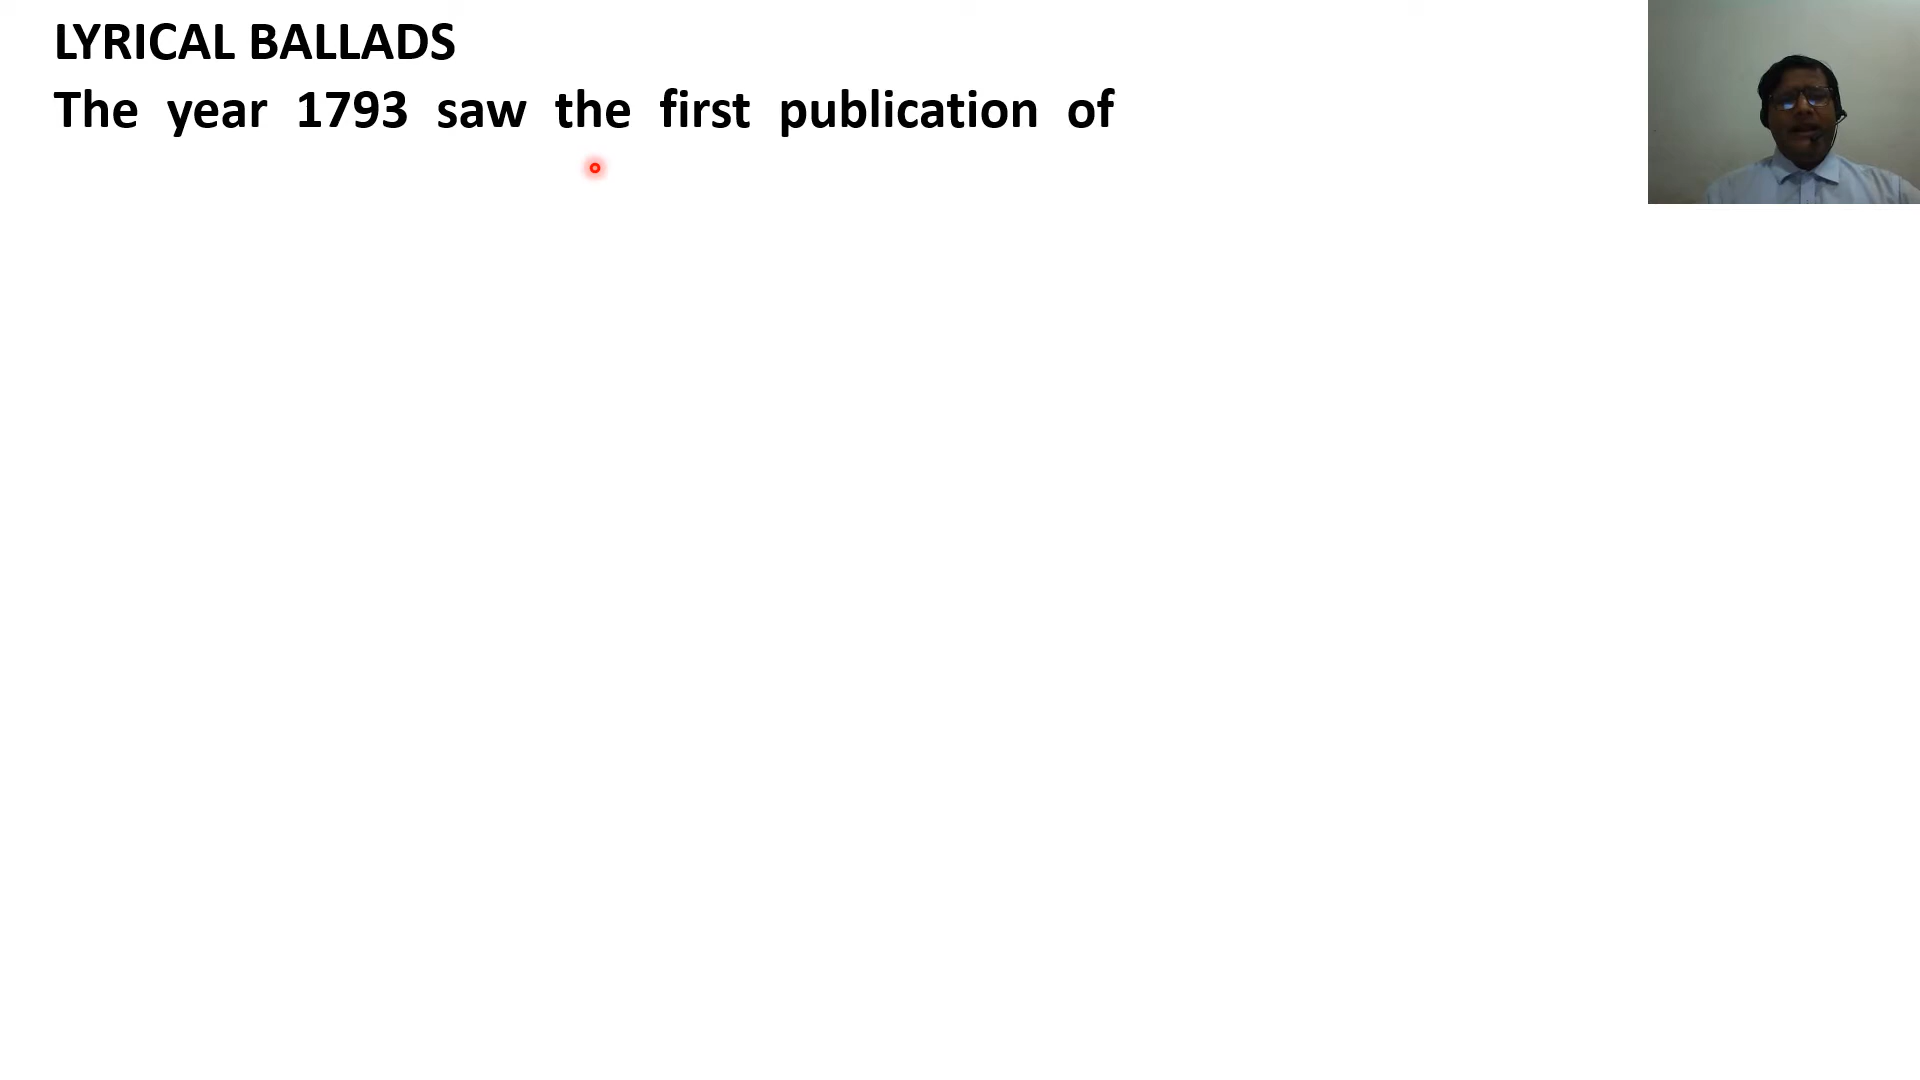 LYRICAL BALLADS
The year 1793 saw the first publication of